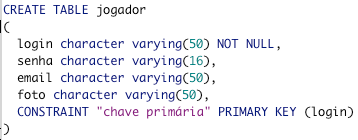 CREATE TABLE jogador
(
login character varying(50) NOT NULL,
senha character varying(16),
email character varying(50),
foto character varying(50),
CONSTRAINT "chave primária" PRIMARY KEY (login)
)